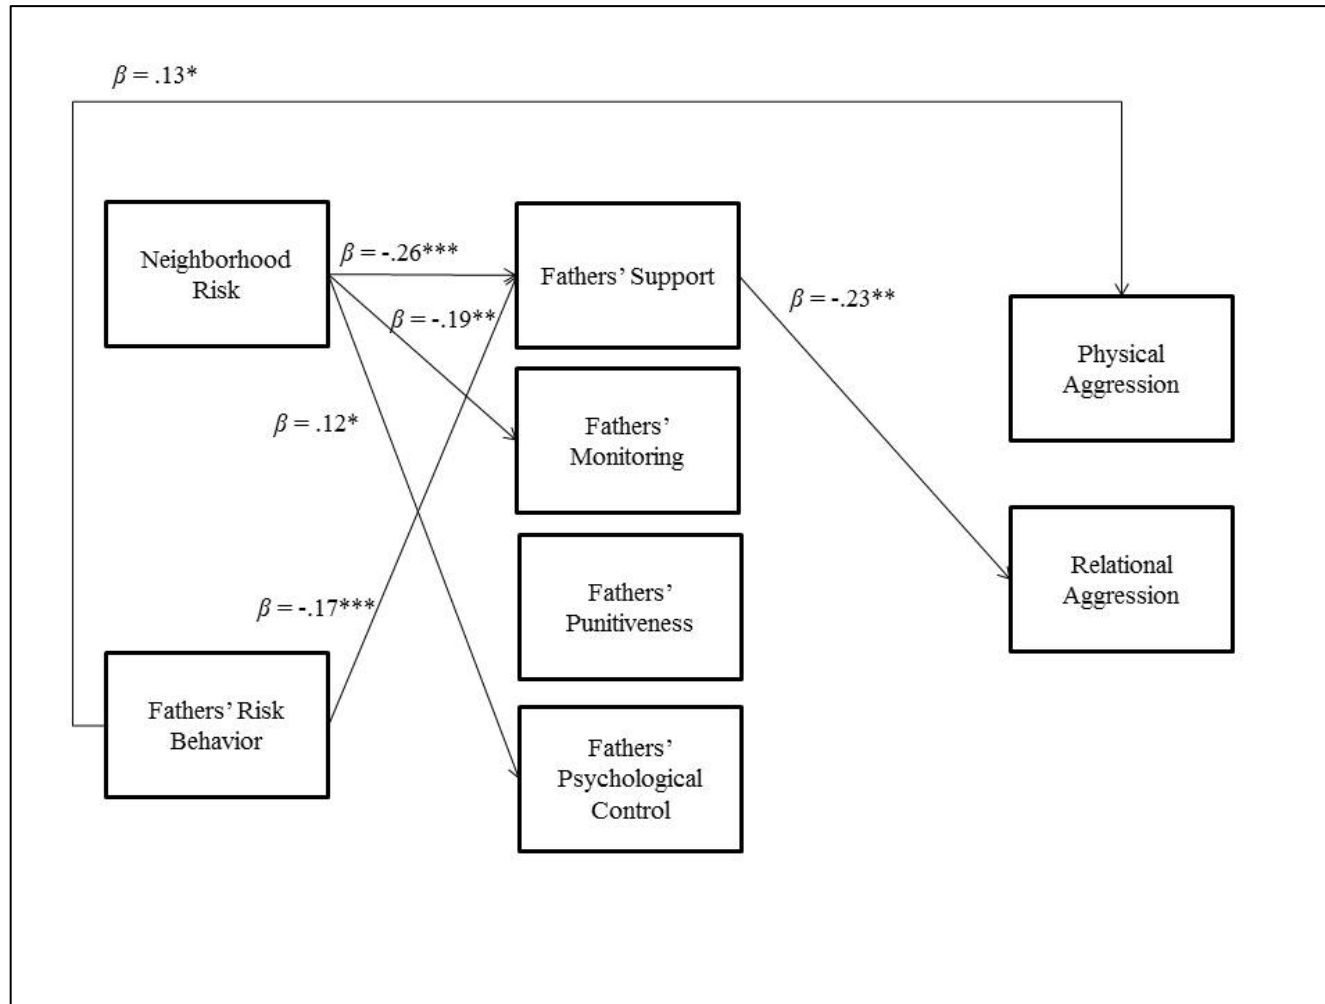 β = .13*
Neighborhood
Risk
β = -.26***
β = -.19**
β = .12*
β = -.17***
Fathers’ Risk
Behavior
Fathers’ Support
Fathers’
Monitoring
Fathers’
Punitiveness
Fathers’
Psychological
Control
β = -.23**
Physical
Aggression
Relational
Aggression